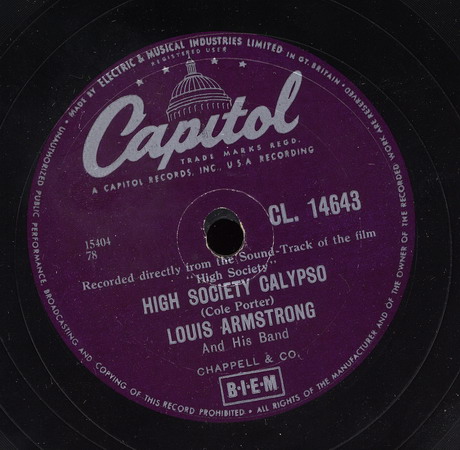 MADE BY ELECTRIC & MUSICAL INDUSTRIES LIMITED IN GT. BRITAIN.
REGISTERED USER
Capitol
TRADE MARKS REGD.
A CAPITOL RECORDS, INC., U.S.A RECORDING
CL. 14643
15404
78
Recorded directly from the Sound-Track of the film
"High Society"
HIGH SOCIETY CALYPSO
(Cole Porter)
LOUIS ARMSTRONG
And His Band
CHAPPELL & CO.
B·I·E·M
ALL RIGHTS OF THE MANUFACTURER AND OF THE OWNER OF THE RECORDED WORK ARE RESERVED.
UNAUTHORIZED PUBLIC PERFORMANCE, BROADCASTING AND COPYING OF THIS RECORD PROHIBITED